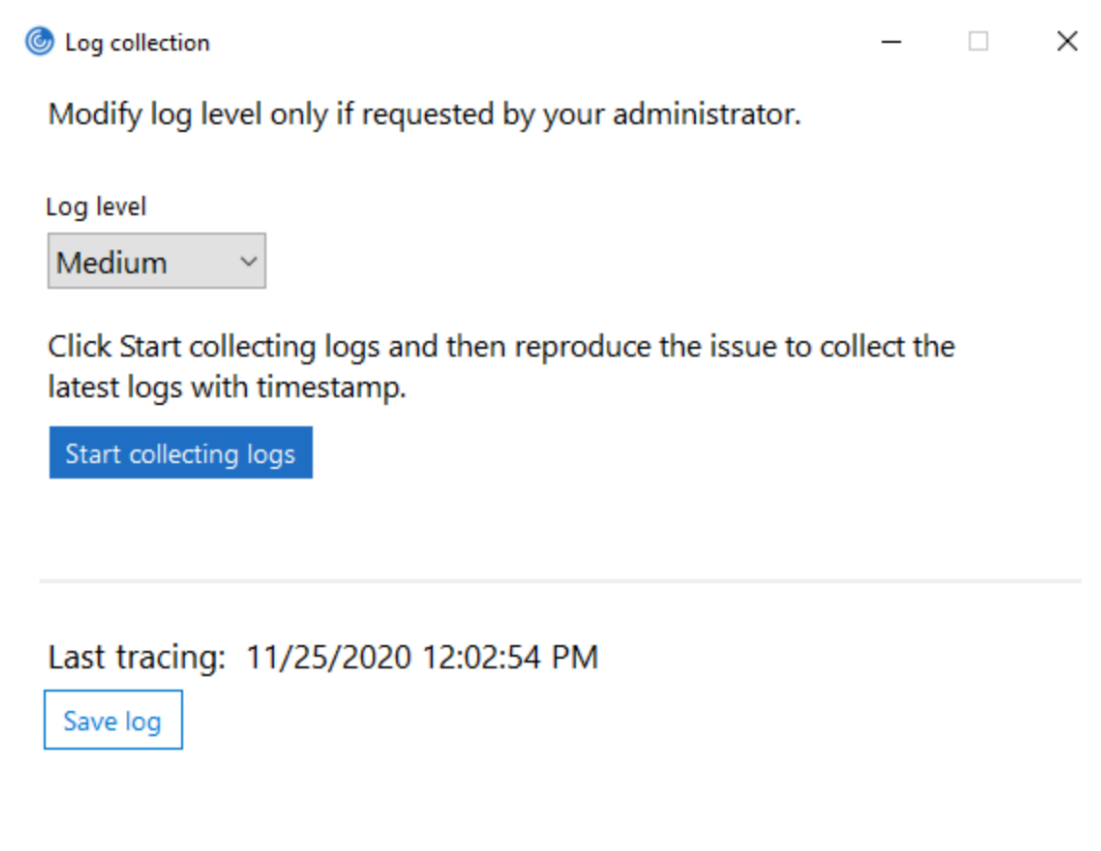 Log collection
Modify log level only if requested by your administrator.
Log level
Medium
Click Start collecting logs and then reproduce the issue to collect the
latest logs with timestamp.
Start collecting logs
Last tracing: 11/25/2020 12:02:54 PM
Save log